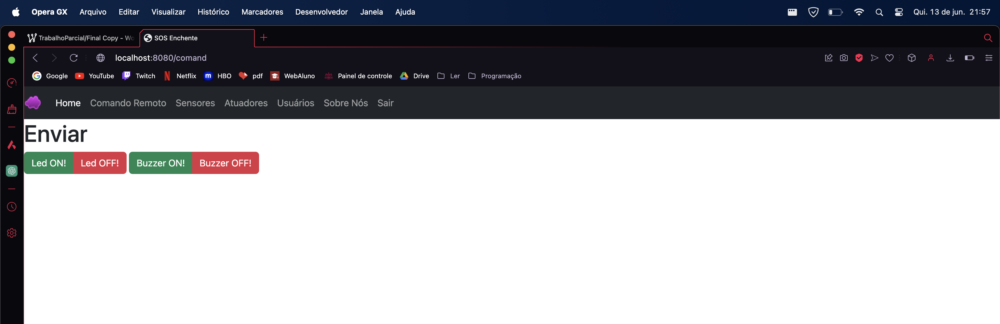 Opera GX Arquivo Editar Visualizar Histórico Marcadores Desenvolvedor Janela Ajuda Qui. 13 de jun. 21:57
TrabalhoParcial/Final Copy - Wo SOS Enchente
localhost:8080/comand
Google YouTube Twitch Netflix m HBO pdf WebAluno Painel de controle Drive Ler Programação
Home Comando Remoto Sensores Atuadores Usuários Sobre Nós Sair
Enviar
Led ON! Led OFF! Buzzer ON! Buzzer OFF!